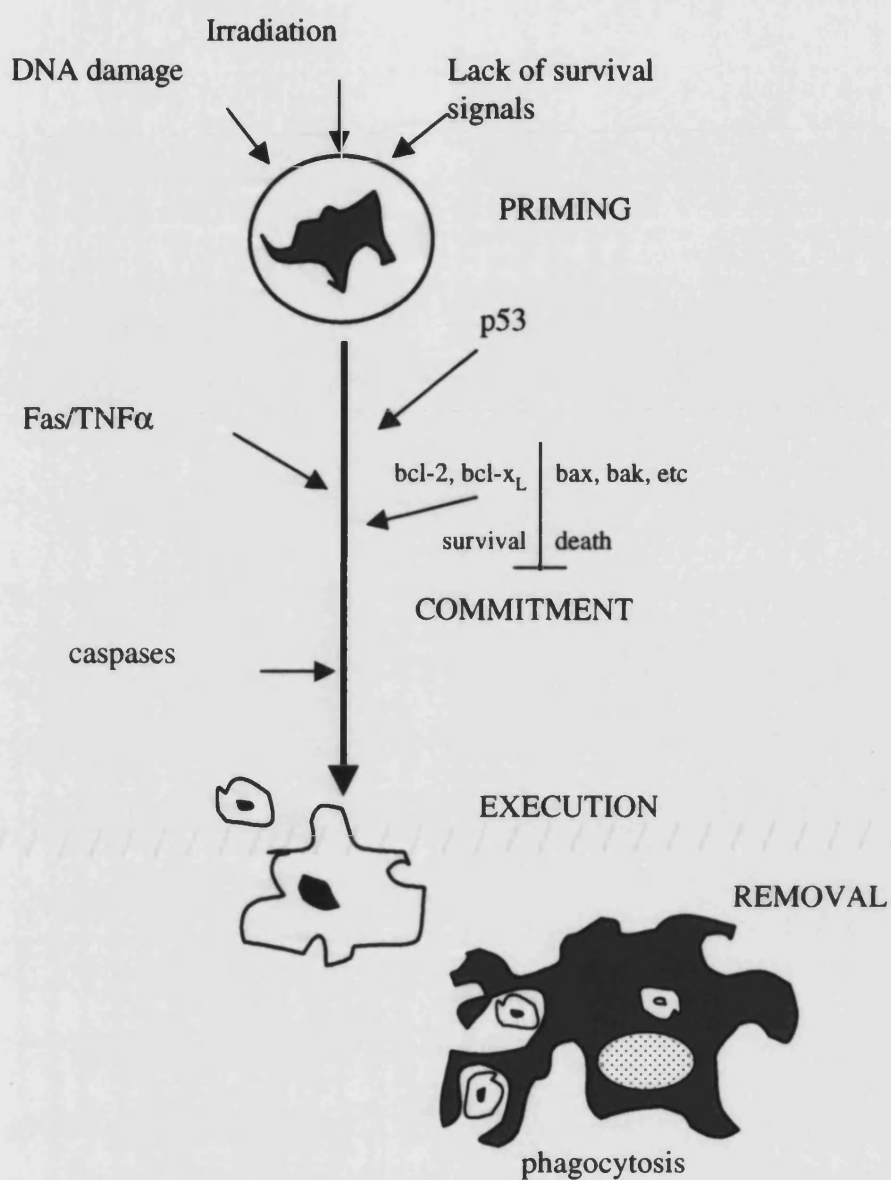 Irradiation
DNA damage
Lack of survival
signals
PRIMING
p53
Fas/TNFα
bcl-2, bcl-x_L
bax, bak, etc
survival
death
COMMITMENT
caspases
EXECUTION
REMOVAL
phagocytosis